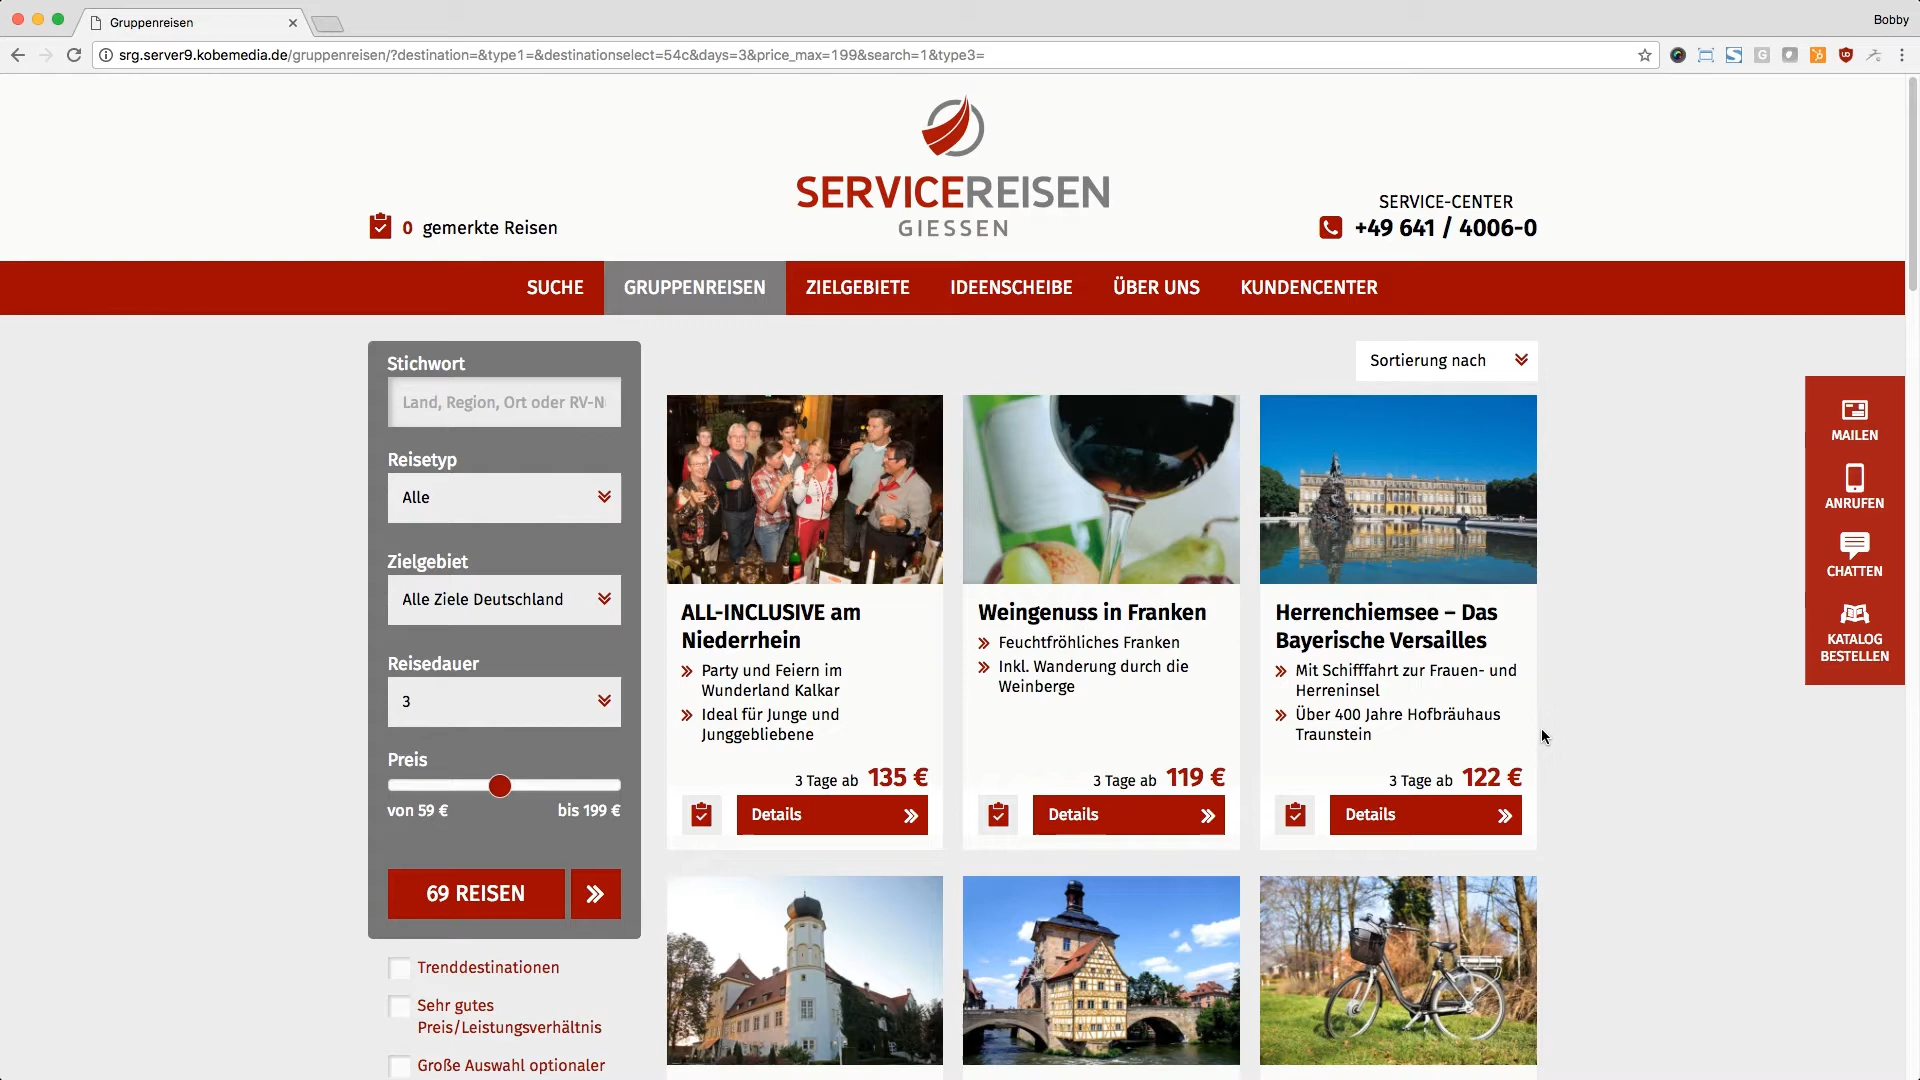 Gruppenreisen
Bobby
srg.server9.kobemedia.de/gruppenreisen/?destination=&type1=&destinationselect=54c&days=3&price_max=199&search=1&type3=
SERVICEREISEN
GIESSEN
0 gemerkte Reisen
SERVICE-CENTER
+49 641 / 4006-0
SUCHE GRUPPENREISEN ZIELGEBIETE IDEENSCHEIBE ÜBER UNS KUNDENCENTER
Stichwort
Land, Region, Ort oder RV-N
Reisetyp
Alle
Zielgebiet
Alle Ziele Deutschland
Reisedauer
3
Preis
von 59 € bis 199 €
69 REISEN
Trenddestinationen
Sehr gutes
Preis/Leistungsverhältnis
Große Auswahl optionaler
Sortierung nach
ALL-INCLUSIVE am
Niederrhein
Party und Feiern im
Wunderland Kalkar
Ideal für Junge und
Junggebliebene
3 Tage ab 135 €
Details
Weingenuss in Franken
Feuchtfröhliches Franken
Inkl. Wanderung durch die
Weinberge
3 Tage ab 119 €
Details
Herrenchiemsee – Das
Bayerische Versailles
Mit Schifffahrt zur Frauen- und
Herreninsel
Über 400 Jahre Hofbräuhaus
Traunstein
3 Tage ab 122 €
Details
MAILEN
ANRUFEN
CHATTEN
KATALOG
BESTELLEN